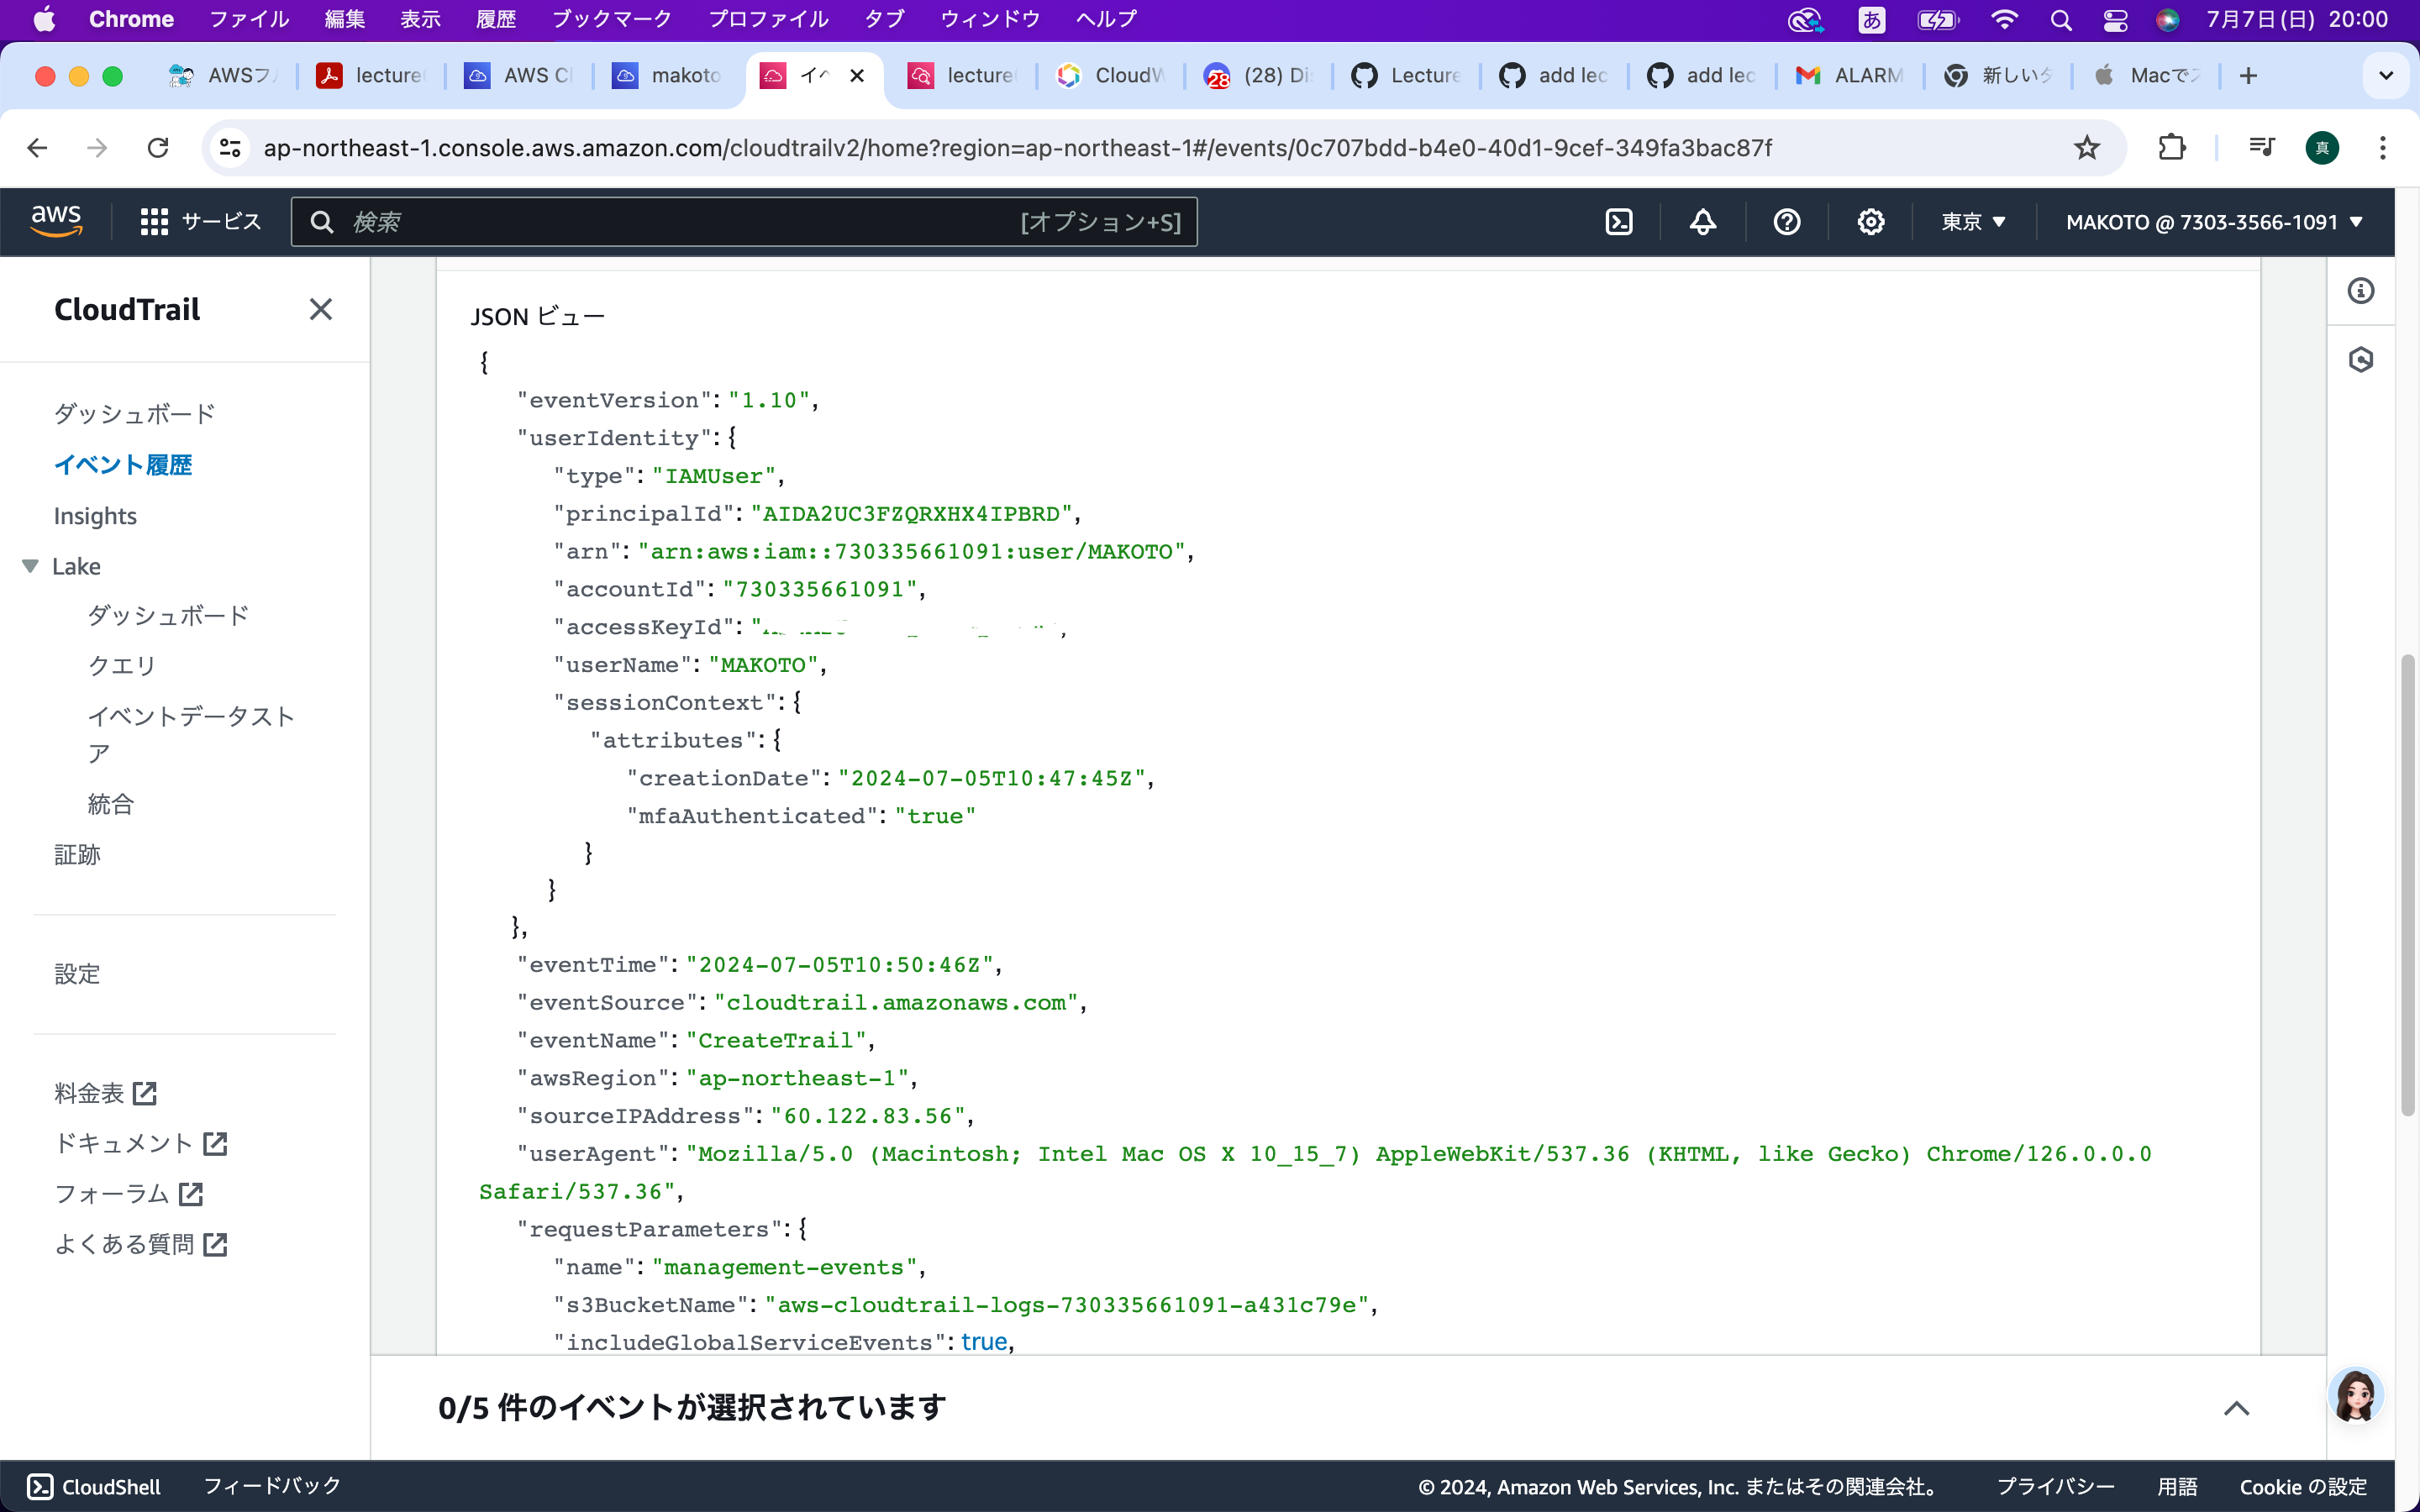 Chrome ファイル 編集 表示 履歴 ブックマーク プロファイル タブ ウィンドウ ヘルプ あ 7月7日(日) 20:00
AWSフ lecture AWS C makoto イベ lecture CloudW 28 (28) Di Lecture add lec add lec ALARM 新しいタ Macでス
ap-northeast-1.console.aws.amazon.com/cloudtrailv2/home?region=ap-northeast-1#/events/0c707bdd-b4e0-40d1-9cef-349fa3bac87f 真
aws サービス 検索 [オプション+S] 東京 MAKOTO @ 7303-3566-1091
CloudTrail
ダッシュボード
イベント履歴
Insights
Lake
ダッシュボード
クエリ
イベントデータスト
ア
統合
証跡
設定
料金表
ドキュメント
フォーラム
よくある質問
JSON ビュー
{
"eventVersion": "1.10",
"userIdentity": {
"type": "IAMUser",
"principalId": "AIDA2UC3FZQRXHX4IPBRD",
"arn": "arn:aws:iam::730335661091:user/MAKOTO",
"accountId": "730335661091",
"accessKeyId":
"userName": "MAKOTO",
"sessionContext": {
"attributes": {
"creationDate": "2024-07-05T10:47:45Z",
"mfaAuthenticated": "true"
}
}
},
"eventTime": "2024-07-05T10:50:46Z",
"eventSource": "cloudtrail.amazonaws.com",
"eventName": "CreateTrail",
"awsRegion": "ap-northeast-1",
"sourceIPAddress": "60.122.83.56",
"userAgent": "Mozilla/5.0 (Macintosh; Intel Mac OS X 10_15_7) AppleWebKit/537.36 (KHTML, like Gecko) Chrome/126.0.0.0
Safari/537.36",
"requestParameters": {
"name": "management-events",
"s3BucketName": "aws-cloudtrail-logs-730335661091-a431c79e",
"includeGlobalServiceEvents": true,
0/5 件のイベントが選択されています
CloudShell フィードバック © 2024, Amazon Web Services, Inc. またはその関連会社。 プライバシー 用語 Cookie の設定